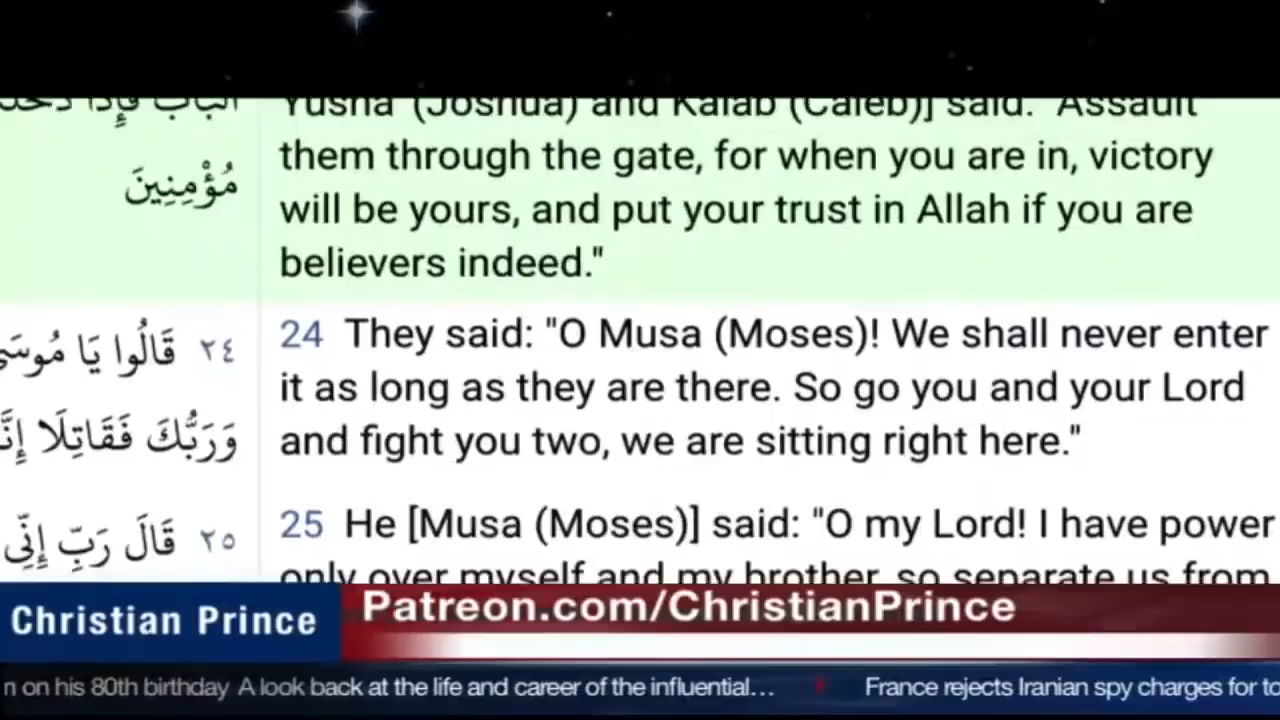 الباب فإذا دخلتـ
مُؤْمِنِينَ
Yusha' (Joshua) and Kalab (Caleb)] said: "Assault
them through the gate, for when you are in, victory
will be yours, and put your trust in Allah if you are
believers indeed."
٢٤ قَالُوا يَا مُوسَى
وَرَبُّكَ فَقَاتِلَا إِنَّا
24 They said: "O Musa (Moses)! We shall never enter
it as long as they are there. So go you and your Lord
and fight you two, we are sitting right here."
٢٥ قَالَ رَبِّ إِنِّي
25 He [Musa (Moses)] said: "O my Lord! I have power
only over myself and my brother, so separate us from
Christian Prince
Patreon.com/ChristianPrince
n on his 80th birthday A look back at the life and career of the influential... France rejects Iranian spy charges for to